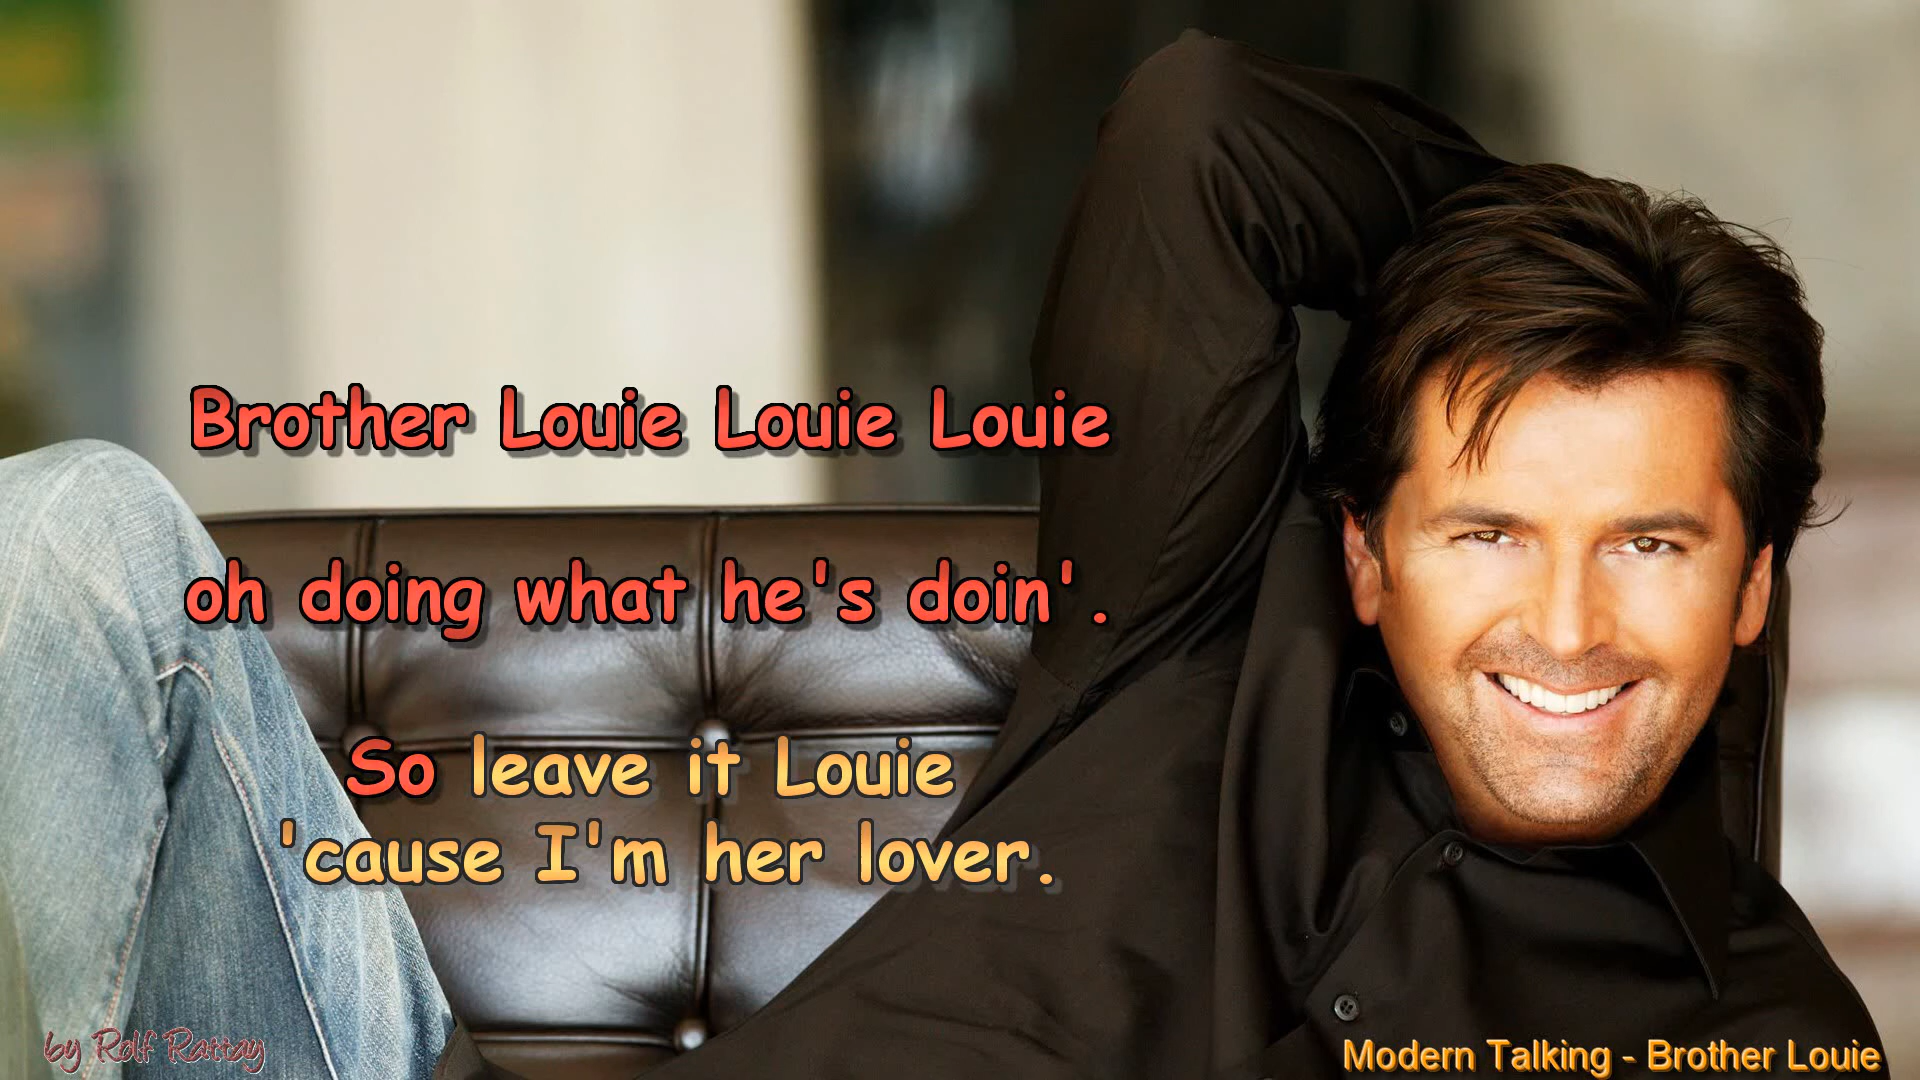 Brother Louie Louie Louie
oh doing what he's doin'.
So leave it Louie
'cause I'm her lover.
by Rolf Rattay
Modern Talking - Brother Louie